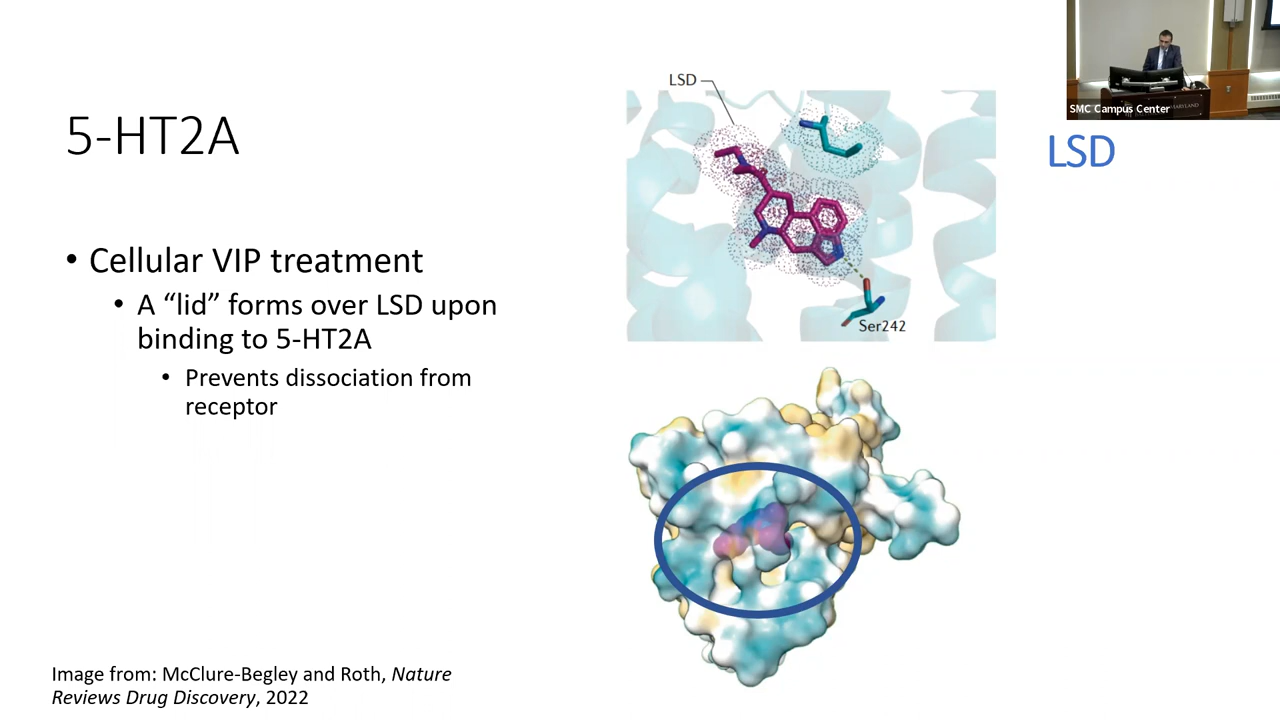 5-HT2A
• Cellular VIP treatment
• A “lid” forms over LSD upon
binding to 5-HT2A
• Prevents dissociation from
receptor
Image from: McClure-Begley and Roth, Nature
Reviews Drug Discovery, 2022
LSD
Ser242
LSD
SMC Campus Center